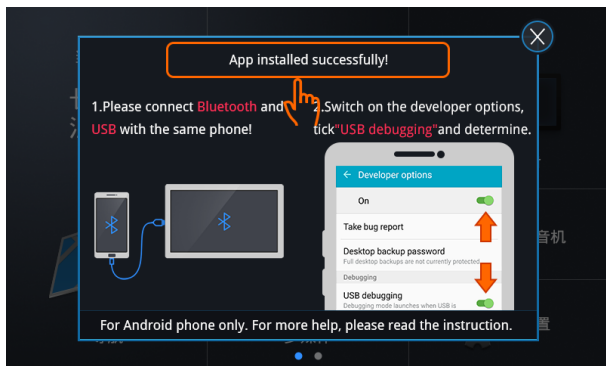 App installed successfully!
1.Please connect Bluetooth and
USB with the same phone!
2.Switch on the developer options,
tick"USB debugging"and determine.
Developer options
On
Take bug report
Desktop backup password
Full desktop backups are not currently protected
Debugging
USB debugging
Debugging mode launches when USB is
音机
置
For Android phone only. For more help, please read the instruction.